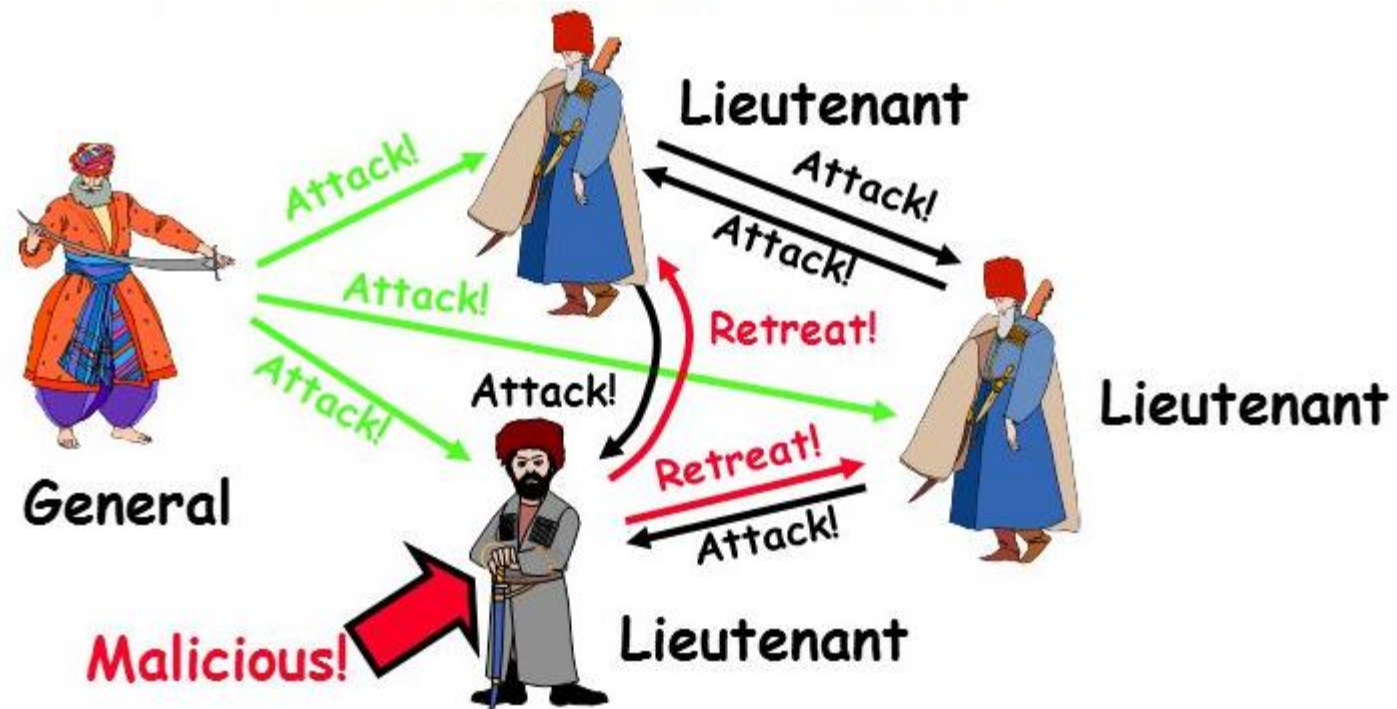 Lieutenant
Attack!
Attack!
Attack!
Attack!
Retreat!
Attack!
Attack!
Lieutenant
Retreat!
General
Attack!
Lieutenant
Malicious!